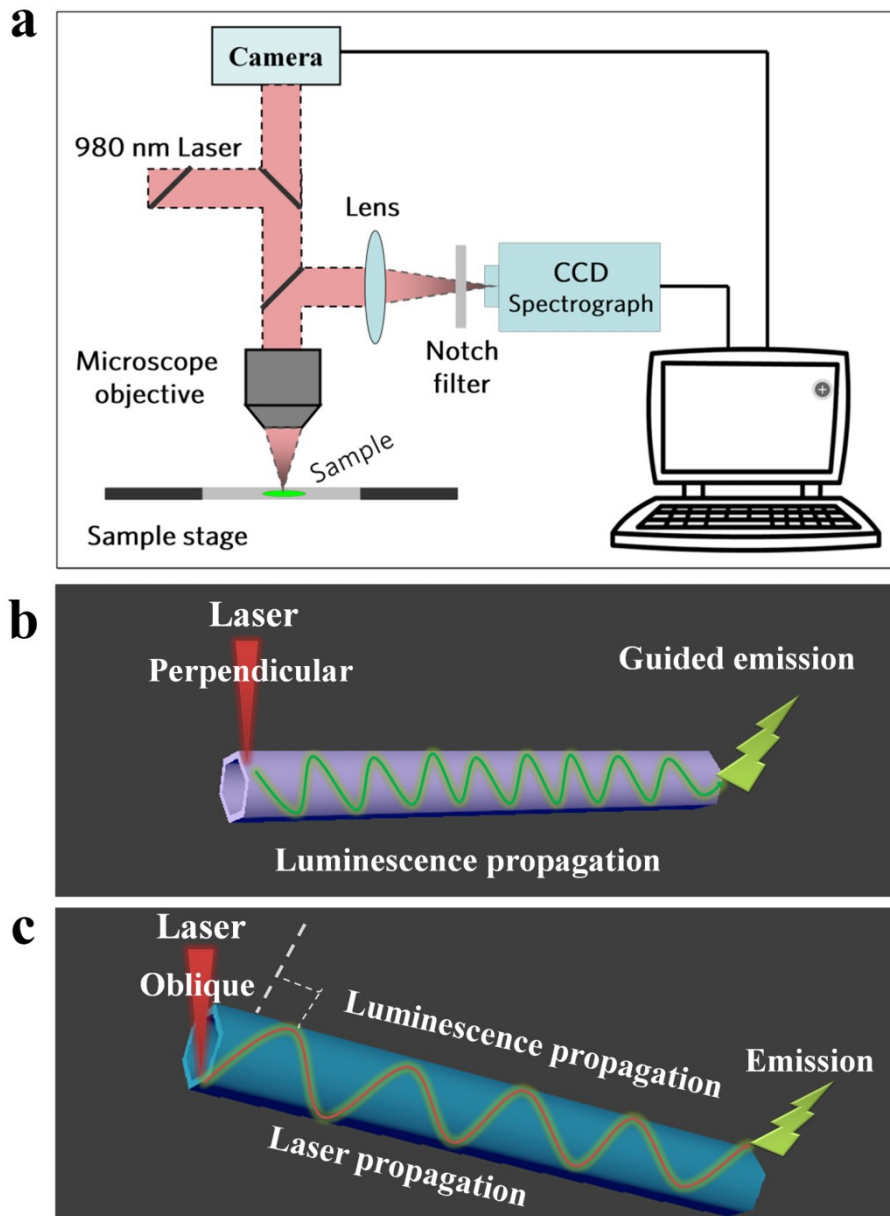 a
Camera
980 nm Laser
Lens
CCD
Spectrograph
Microscope
objective
Notch
filter
Sample
Sample stage
b
Laser
Perpendicular
Guided emission
Luminescence propagation
c
Laser
Oblique
Luminescence propagation
Emission
Laser propagation